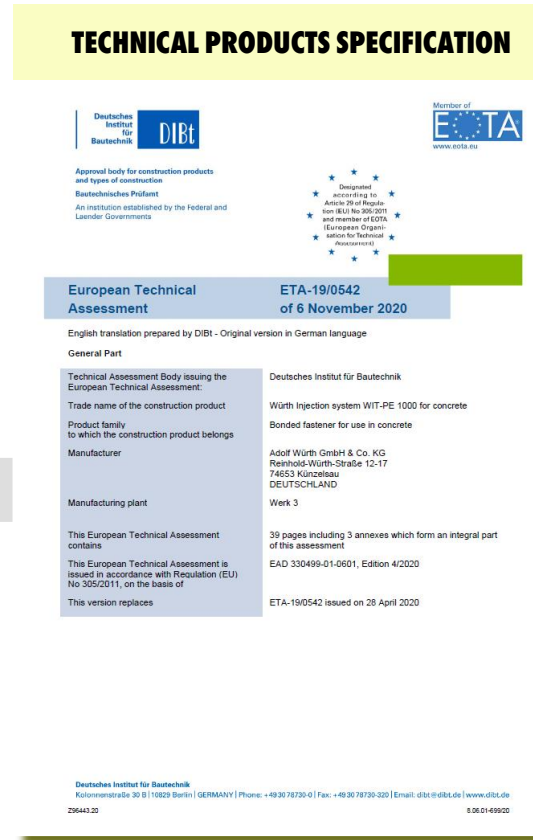 TECHNICAL PRODUCTS SPECIFICATION
Deutsches
Institut
für
Bautechnik
DIBt
Member of
EOTA
www.eota.eu
Approval body for construction products
and types of construction
Bautechnisches Prüfamt
An institution established by the Federal and
Laender Governments
Designated
according to
Article 29 of Regula-
tion (EU) No 305/2011
and member of EOTA
(European Organi-
sation for Technical
Assessment)
European Technical
Assessment
ETA-19/0542
of 6 November 2020
English translation prepared by DIBt - Original version in German language
General Part
Technical Assessment Body issuing the
European Technical Assessment:
Deutsches Institut für Bautechnik
Trade name of the construction product
Würth Injection system WIT-PE 1000 for concrete
Product family
to which the construction product belongs
Bonded fastener for use in concrete
Manufacturer
Adolf Würth GmbH & Co. KG
Reinhold-Würth-Straße 12-17
74653 Künzelsau
DEUTSCHLAND
Manufacturing plant
Werk 3
This European Technical Assessment
contains
39 pages including 3 annexes which form an integral part
of this assessment
This European Technical Assessment is
issued in accordance with Regulation (EU)
No 305/2011, on the basis of
EAD 330499-01-0601, Edition 4/2020
This version replaces
ETA-19/0542 issued on 28 April 2020
Deutsches Institut für Bautechnik
Kolonnenstraße 30 B | 10829 Berlin | GERMANY | Phone: +49 30 78730-0 | Fax: +49 30 78730-320 | Email: dibt@dibt.de | www.dibt.de
Z96443.20
8.06.01-699/20